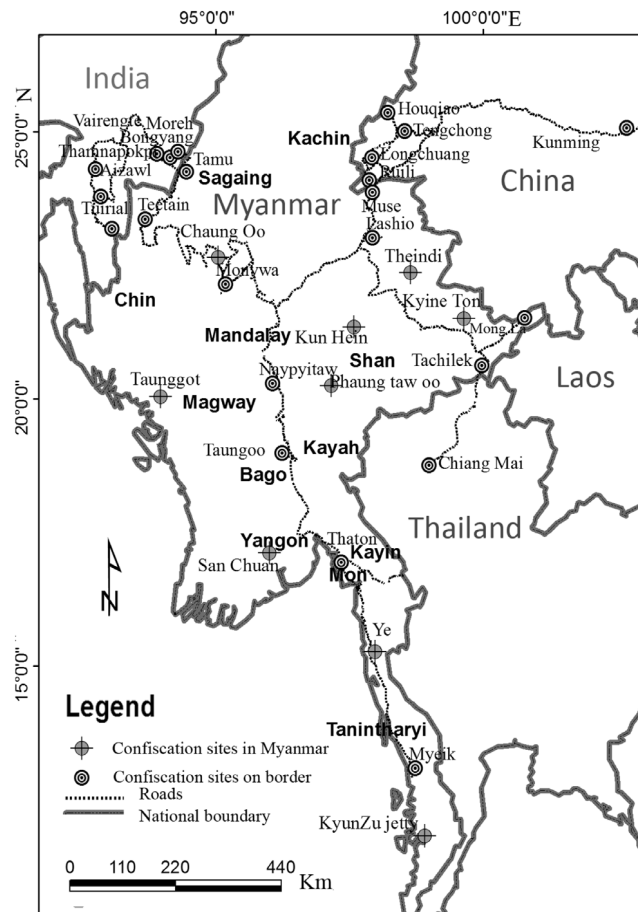 95°0'0"
100°0'0"E
India
N
Vairengte
Moreh
Houqiao
Bongyang
Tengchong
25°0'0"
Kachin
Kunming
Thamnapokpi
Tamu
Longchuang
Aizawl
Sagaing
Ruili
China
Tuirial
Teetain
Myanmar
Muse
Chaung Oo
Lashio
Theindi
Monywa
Chin
Kyine Ton
Mandalay
Kun Hein
Mong La
Shan
Tachilek
Naypyitaw
Taunggot
Phaung taw oo
Laos
20°0'0"
Magway
Taungoo
Kayah
Bago
Chiang Mai
Thailand
Yangon
Thaton
San Chuan
Kayin
Mon
N
Ye
15°0'0"
Legend
Tanintharyi
Confiscation sites in Myanmar
Myeik
Confiscation sites on border
Roads
National boundary
KyunZu jetty
0 110 220 440
Km